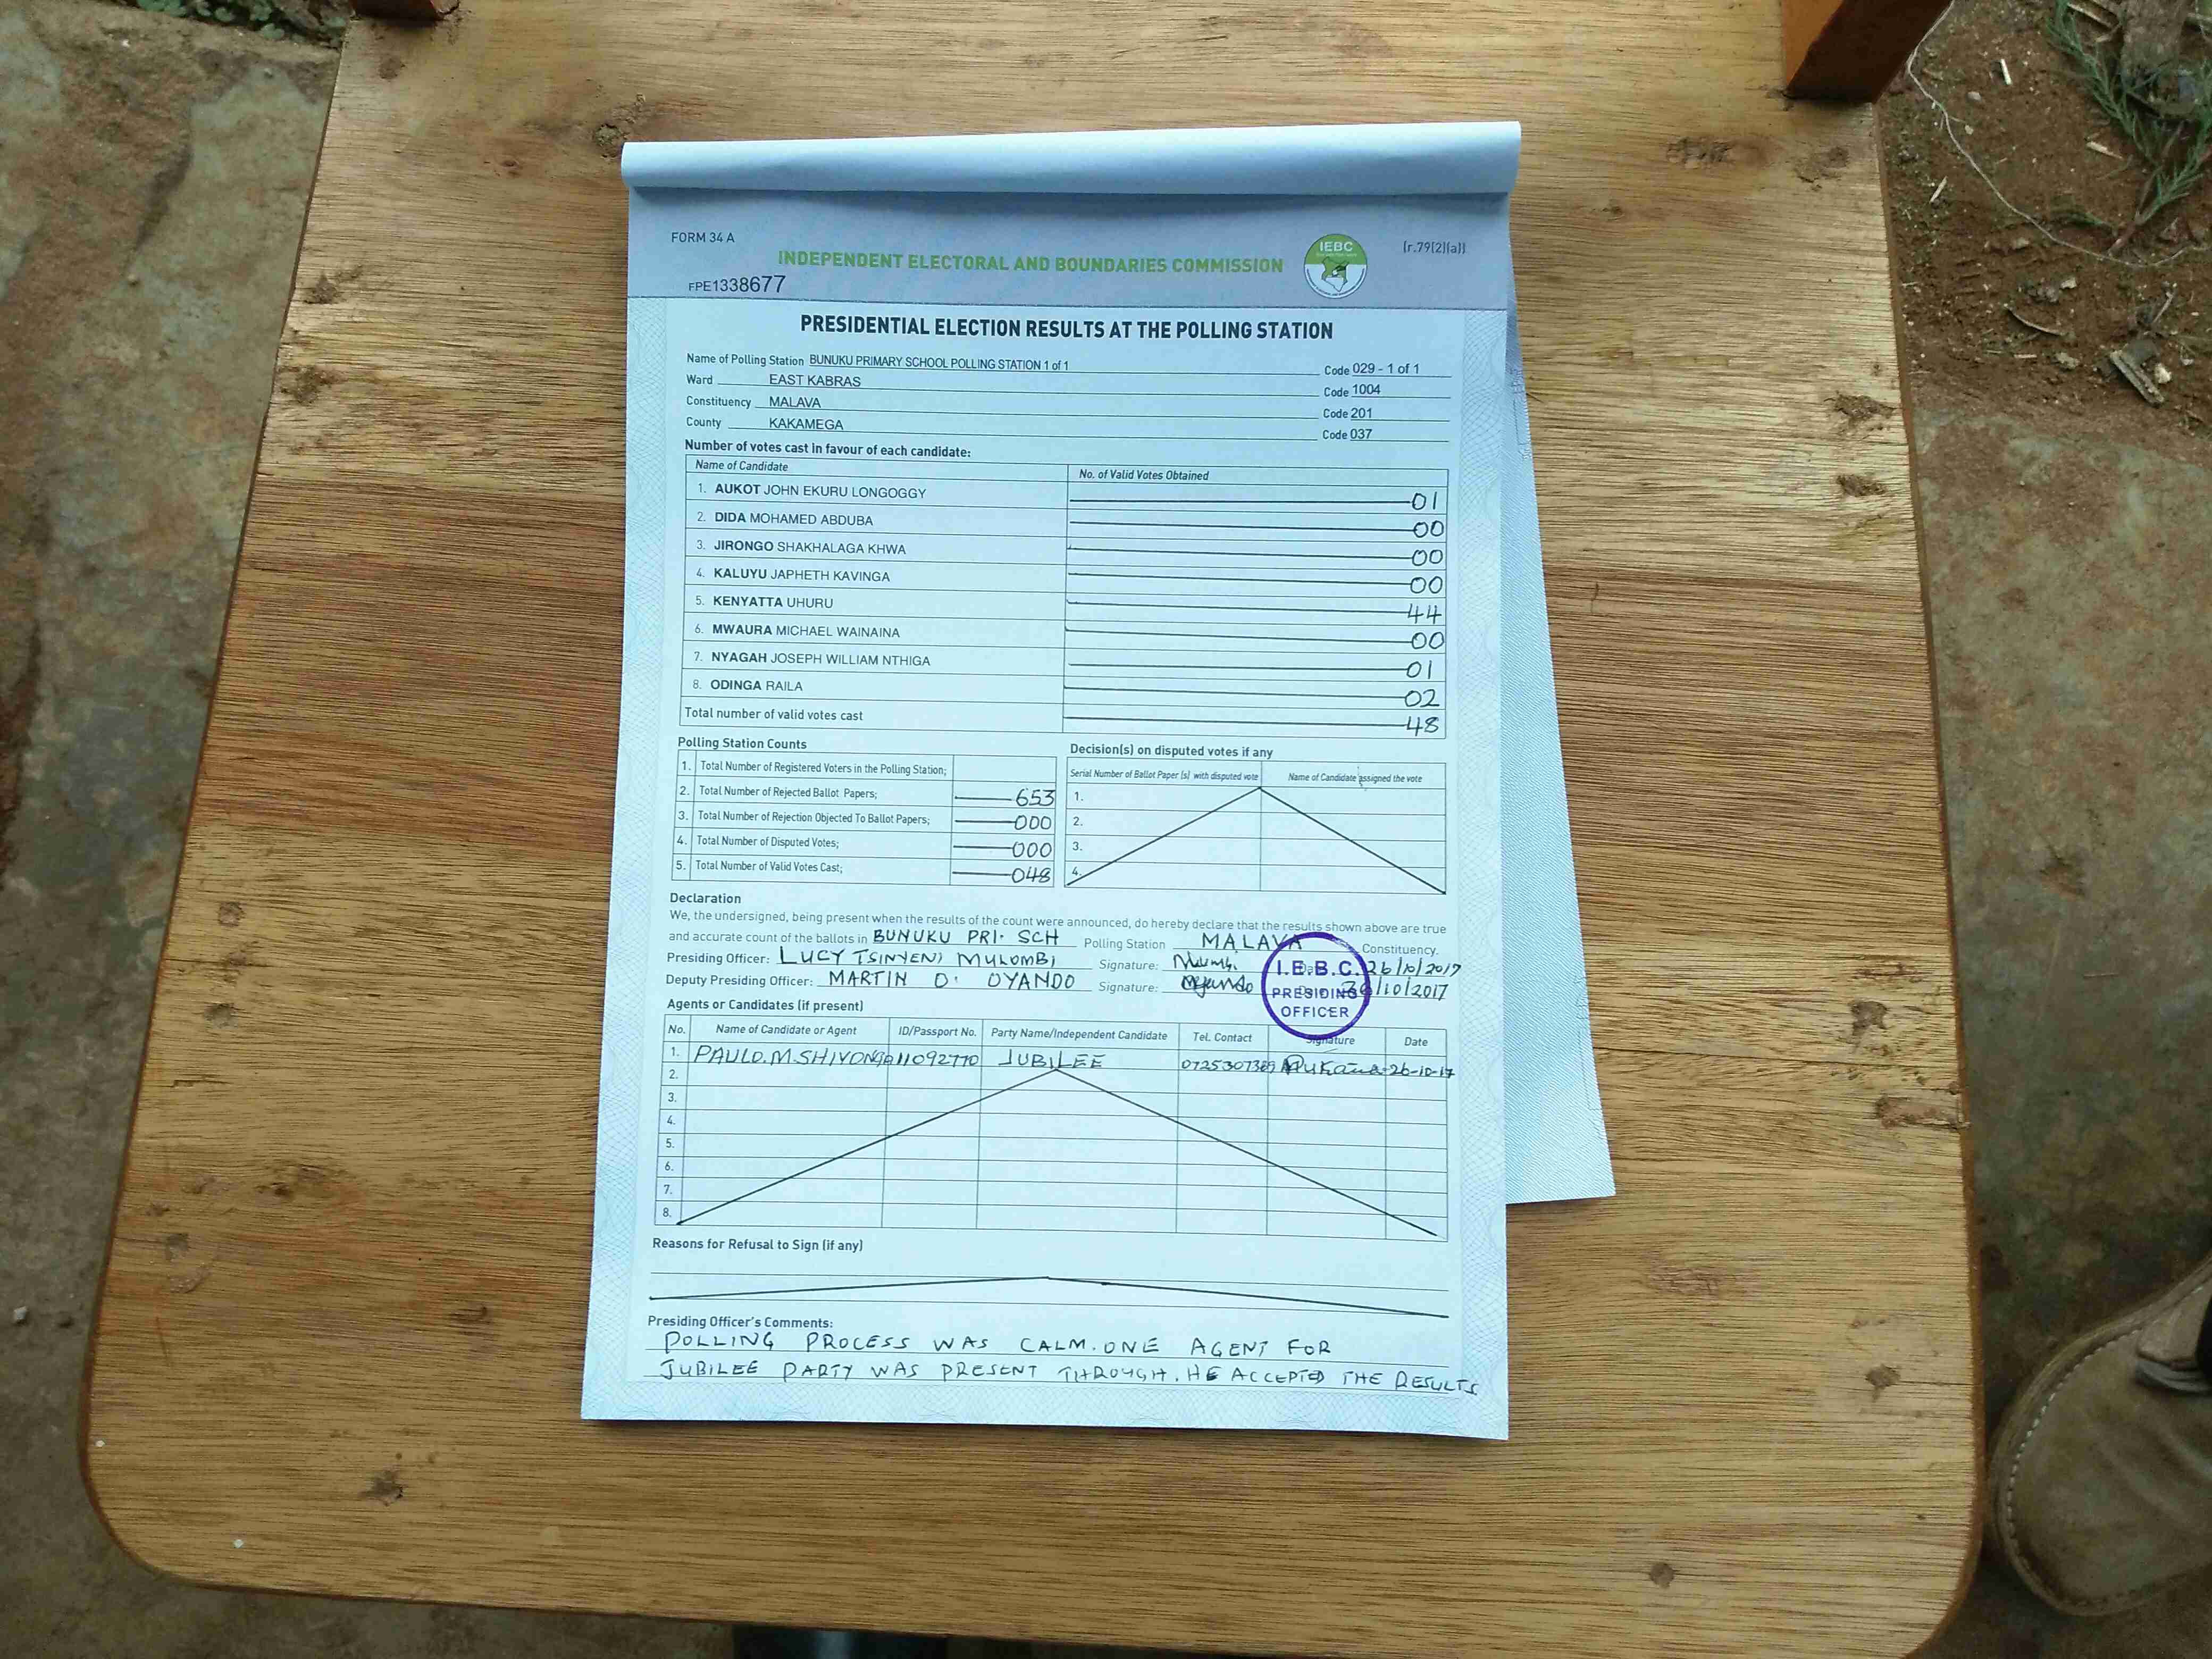 FORM 34 A
IEBC
(r.79(2)(a))
INDEPENDENT ELECTORAL AND BOUNDARIES COMMISSION
FPE1338677
PRESIDENTIAL ELECTION RESULTS AT THE POLLING STATION
Name of Polling Station BUNUKU PRIMARY SCHOOL POLLING STATION 1 of 1 Code 029 - 1 of 1
Ward EAST KABRAS Code 1004
Constituency MALAVA Code 201
County KAKAMEGA Code 037
Number of votes cast in favour of each candidate:
Name of Candidate No. of Valid Votes Obtained
1. AUKOT JOHN EKURU LONGOGGY 01
2. DIDA MOHAMED ABDUBA 00
3. JIRONGO SHAKHALAGA KHWA 00
4. KALUYU JAPHETH KAVINGA 00
5. KENYATTA UHURU 44
6. MWAURA MICHAEL WAINAINA 00
7. NYAGAH JOSEPH WILLIAM NTHIGA 01
8. ODINGA RAILA 02
Total number of valid votes cast 48
Polling Station Counts
1. Total Number of Registered Voters in the Polling Station;
2. Total Number of Rejected Ballot Papers; 653
3. Total Number of Rejection Objected To Ballot Papers; 000
4. Total Number of Disputed Votes; 000
5. Total Number of Valid Votes Cast; 048
Decision(s) on disputed votes if any
Serial Number of Ballot Paper (s) with disputed vote Name of Candidate assigned the vote
1.
2.
3.
4.
Declaration
We, the undersigned, being present when the results of the count were announced, do hereby declare that the results shown above are true
and accurate count of the ballots in BUNUKU PRI. SCH Polling Station MALAVA Constituency.
Presiding Officer: LUCY TSINYENI MULOMBI Signature: 26/10/2017
Deputy Presiding Officer: MARTIN O. OYANDO Signature: 26/10/2017
I.E.B.C.
PRESIDING
OFFICER
Agents or Candidates (if present)
No. Name of Candidate or Agent ID/Passport No. Party Name/Independent Candidate Tel. Contact Signature Date
1. PAULO.M.SHIVONGA 11092770 JUBILEE 0725307389 26-10-17
2.
3.
4.
5.
6.
7.
8.
Reasons for Refusal to Sign (if any)
Presiding Officer's Comments:
POLLING PROCESS WAS CALM. ONE AGENT FOR
JUBILEE PARTY WAS PRESENT THROUGH. HE ACCEPTED THE RESULTS